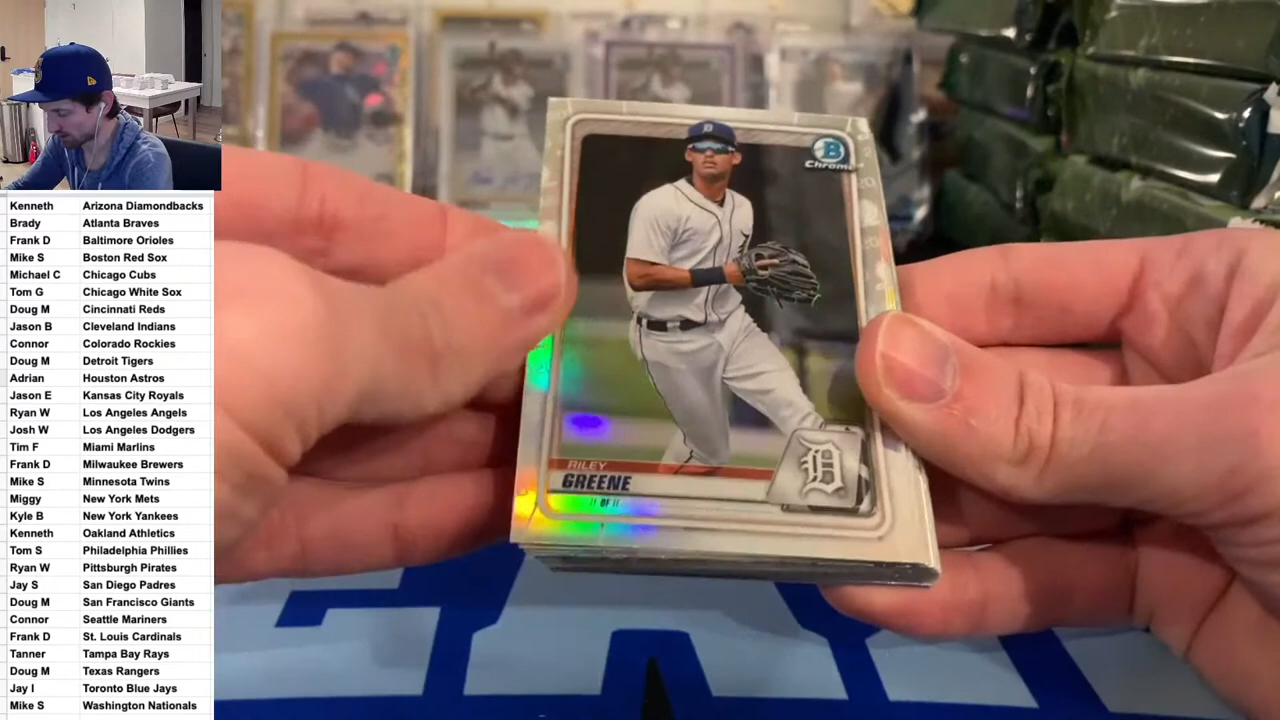 Kenneth Arizona Diamondbacks
Brady Atlanta Braves
Frank D Baltimore Orioles
Mike S Boston Red Sox
Michael C Chicago Cubs
Tom G Chicago White Sox
Doug M Cincinnati Reds
Jason B Cleveland Indians
Connor Colorado Rockies
Doug M Detroit Tigers
Adrian Houston Astros
Jason E Kansas City Royals
Ryan W Los Angeles Angels
Josh W Los Angeles Dodgers
Tim F Miami Marlins
Frank D Milwaukee Brewers
Mike S Minnesota Twins
Miggy New York Mets
Kyle B New York Yankees
Kenneth Oakland Athletics
Tom S Philadelphia Phillies
Ryan W Pittsburgh Pirates
Jay S San Diego Padres
Doug M San Francisco Giants
Connor Seattle Mariners
Frank D St. Louis Cardinals
Tanner Tampa Bay Rays
Doug M Texas Rangers
Jay I Toronto Blue Jays
Mike S Washington Nationals
D
B
Chrome
RILEY
GREENE
D